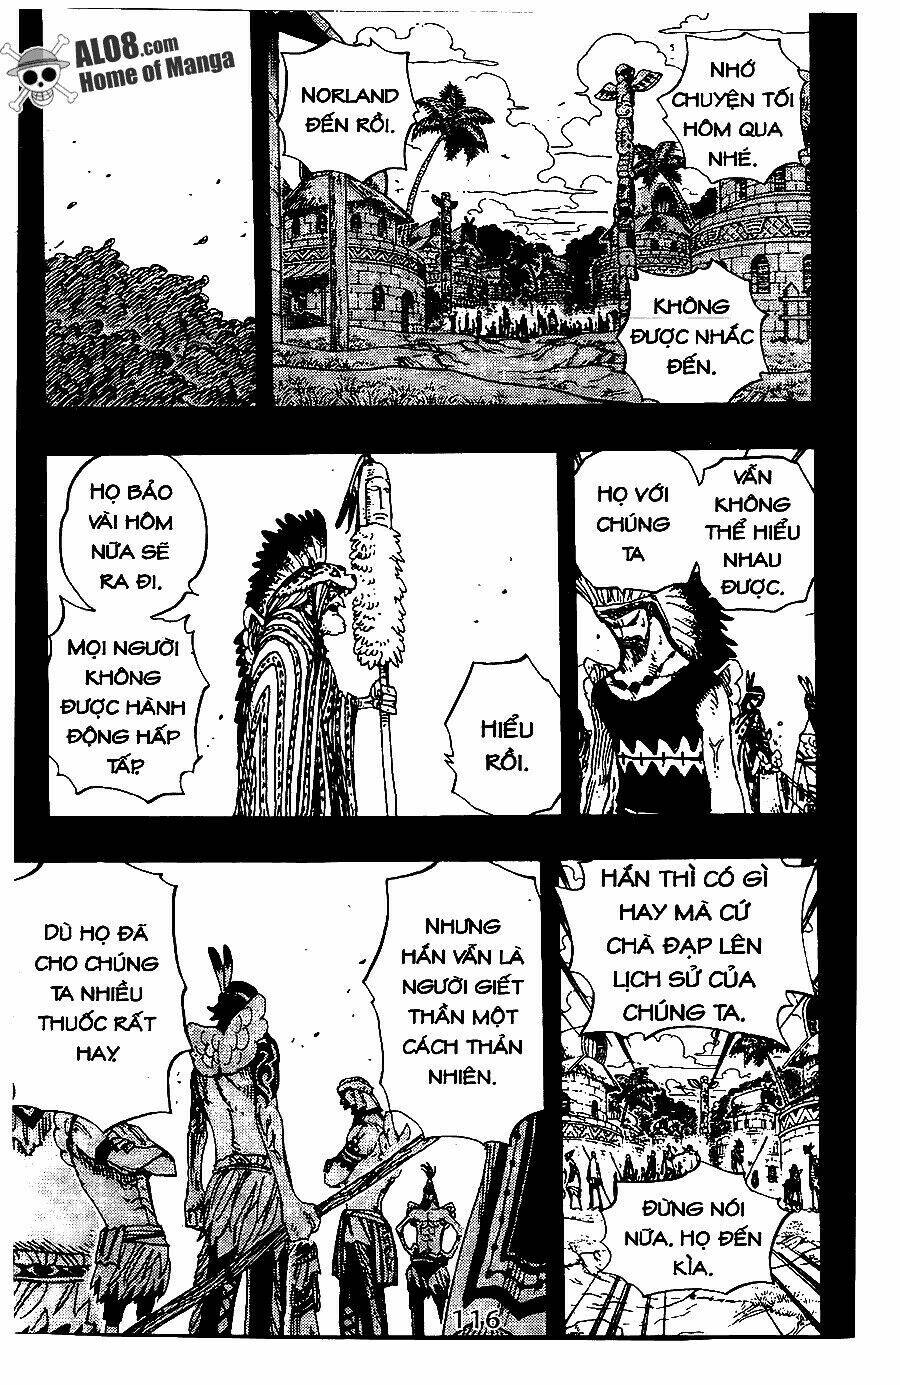 AL08.com
Home of Manga
NHỚ
CHUYỆN TỐI
HÔM QUA
NHÉ.
NORLAND
ĐẾN RỒI.
KHÔNG
ĐƯỢC NHẮC
ĐẾN.
VẪN
KHÔNG
THỂ HIỂU
NHAU
ĐƯỢC.
HỌ VỚI
CHÚNG
TA
HIỂU
RỒI.
HỌ BẢO
VÀI HÔM
NỮA SẼ
RA ĐI.
MỌI NGƯỜI
KHÔNG
ĐƯỢC HÀNH
ĐỘNG HẤP
TẤP.
HẮN THÌ CÓ GÌ
HAY MÀ CỨ
CHÀ ĐẠP LÊN
LỊCH SỬ CỦA
CHÚNG TA.
ĐỪNG NÓI
NỮA. HỌ ĐẾN
KÌA.
NHƯNG
HẮN VẪN LÀ
NGƯỜI GIẾT
THẦN MỘT
CÁCH THẢN
NHIÊN.
DÙ HỌ ĐÃ
CHO CHÚNG
TA NHIỀU
THUỐC RẤT
HAY.
116